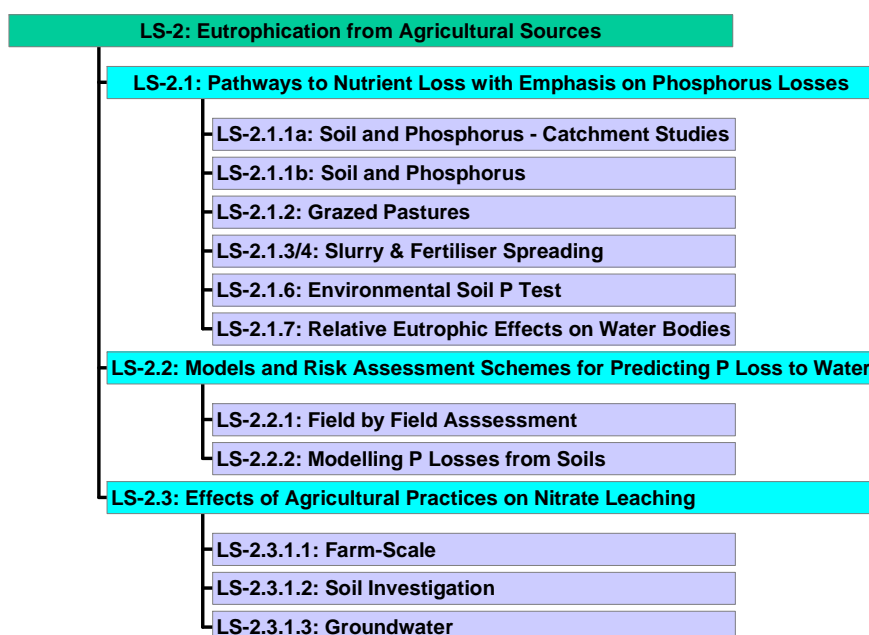 LS-2: Eutrophication from Agricultural Sources
LS-2.1: Pathways to Nutrient Loss with Emphasis on Phosphorus Losses
LS-2.1.1a: Soil and Phosphorus - Catchment Studies
LS-2.1.1b: Soil and Phosphorus
LS-2.1.2: Grazed Pastures
LS-2.1.3/4: Slurry & Fertiliser Spreading
LS-2.1.6: Environmental Soil P Test
LS-2.1.7: Relative Eutrophic Effects on Water Bodies
LS-2.2: Models and Risk Assessment Schemes for Predicting P Loss to Water
LS-2.2.1: Field by Field Asssessment
LS-2.2.2: Modelling P Losses from Soils
LS-2.3: Effects of Agricultural Practices on Nitrate Leaching
LS-2.3.1.1: Farm-Scale
LS-2.3.1.2: Soil Investigation
LS-2.3.1.3: Groundwater